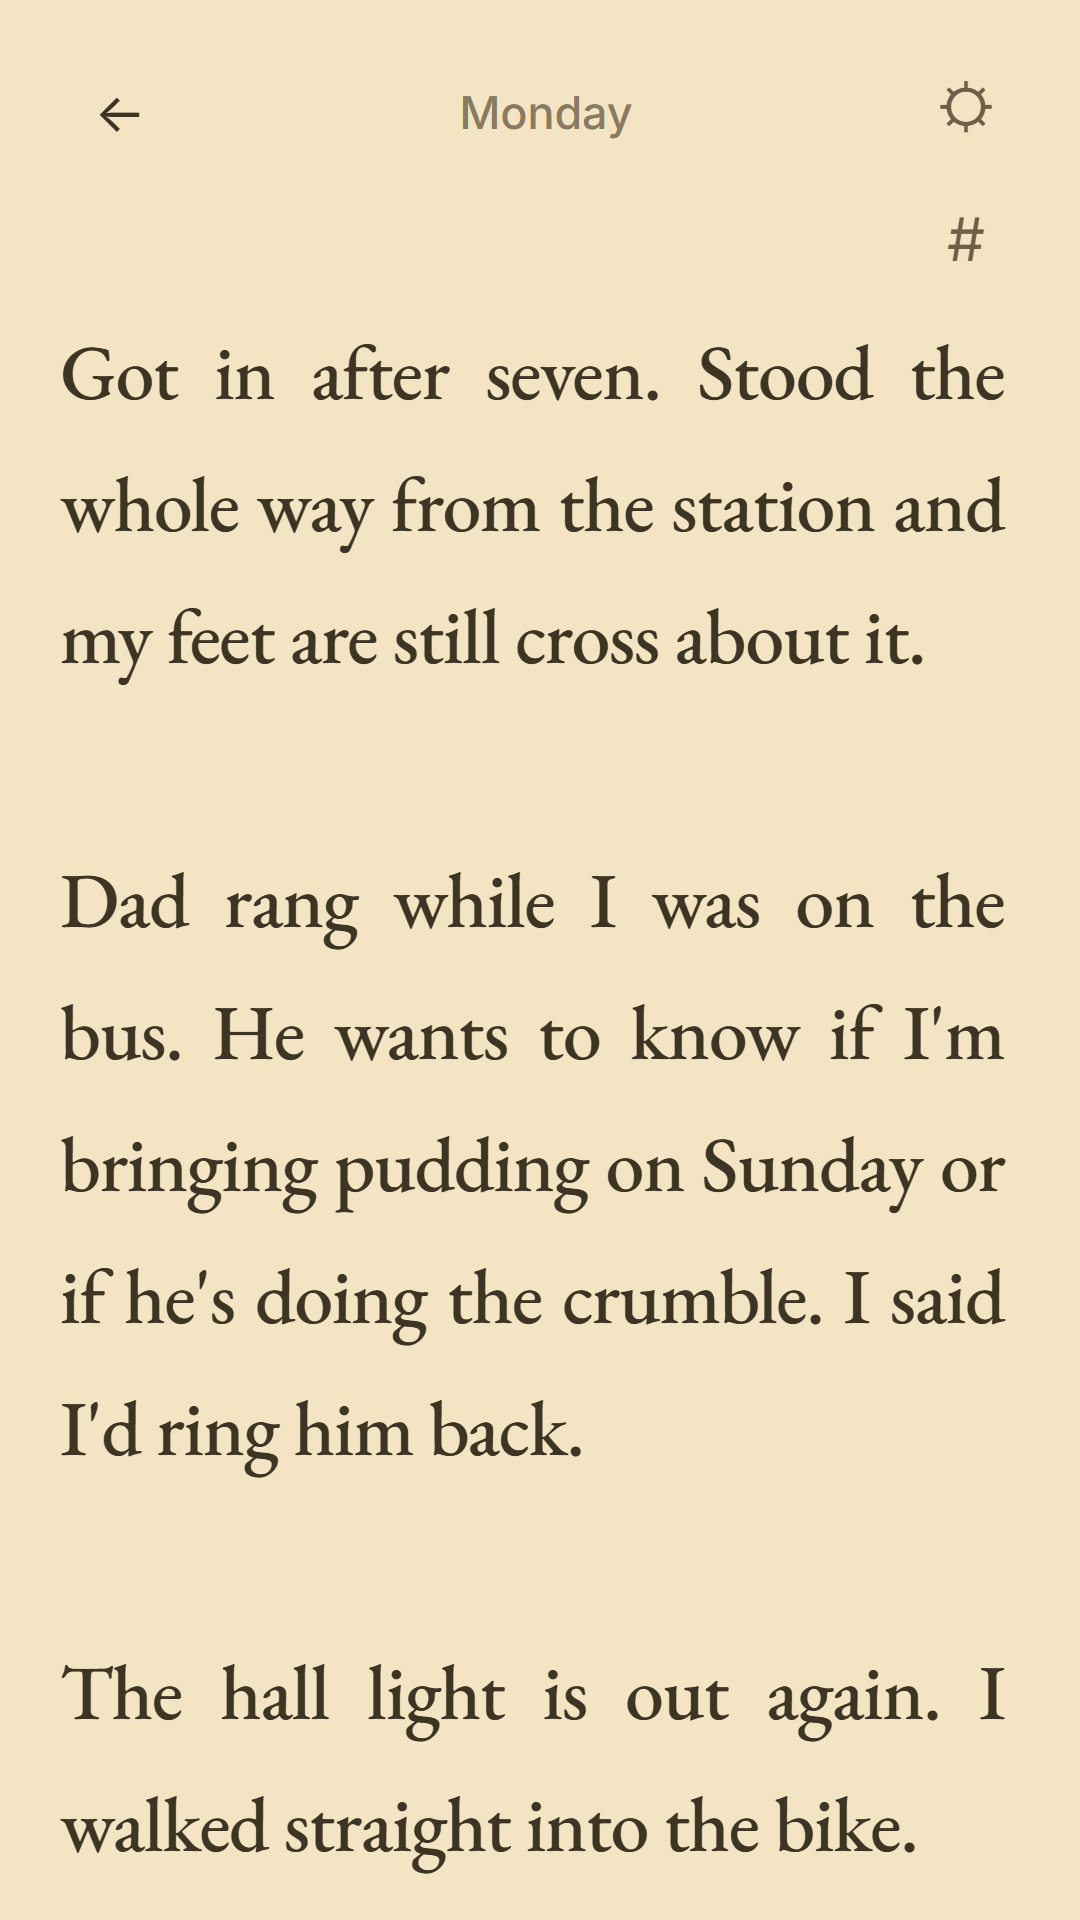 Monday
#
Got in after seven. Stood the
whole way from the station and
my feet are still cross about it.
Dad rang while I was on the
bus. He wants to know if I'm
bringing pudding on Sunday or
if he's doing the crumble. I said
I'd ring him back.
The hall light is out again. I
walked straight into the bike.